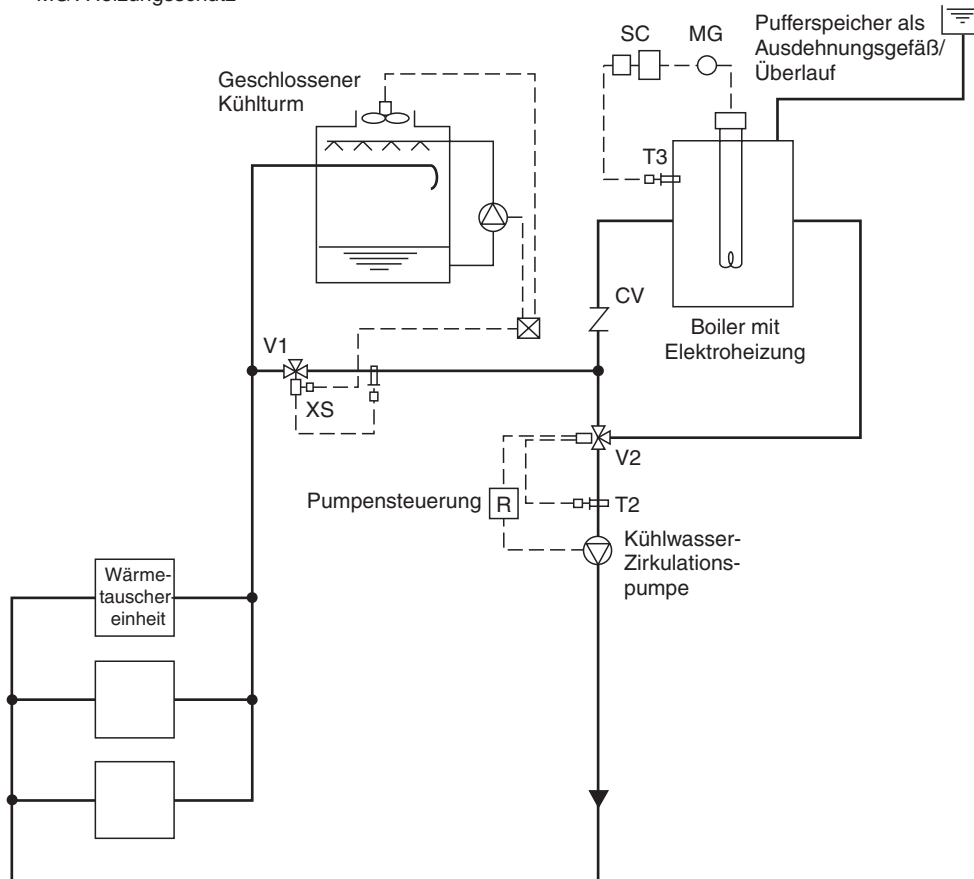 SC
MG
Pufferspeicher als
Ausdehnungsgefäß/
Überlauf
Geschlossener
Kühlturm
T3
CV
Boiler mit
Elektroheizung
V1
XS
V2
Pumpensteuerung
R
T2
Kühlwasser-
Zirkulations-
pumpe
Wärme-
tauscher-
einheit